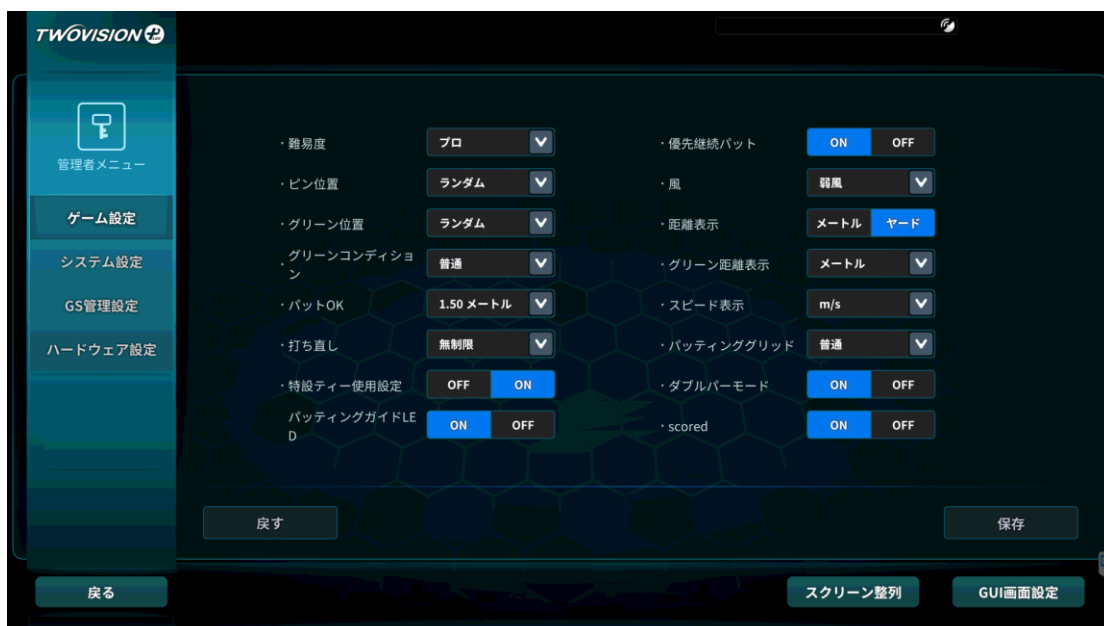 TWOVISION
管理者メニュー
ゲーム設定
システム設定
GS管理設定
ハードウェア設定
・難易度 プロ
・ピン位置 ランダム
・グリーン位置 ランダム
・グリーンコンディショ
ン 普通
・パットOK 1.50 メートル
・打ち直し 無制限
・特設ティー使用設定 OFF ON
パッティングガイドLE
D ON OFF
・優先継続パット ON OFF
・風 弱風
・距離表示 メートル ヤード
・グリーン距離表示 メートル
・スピード表示 m/s
・パッティンググリッド 普通
・ダブルパーモード ON OFF
・scored ON OFF
戻す
保存
戻る
スクリーン整列
GUI画面設定